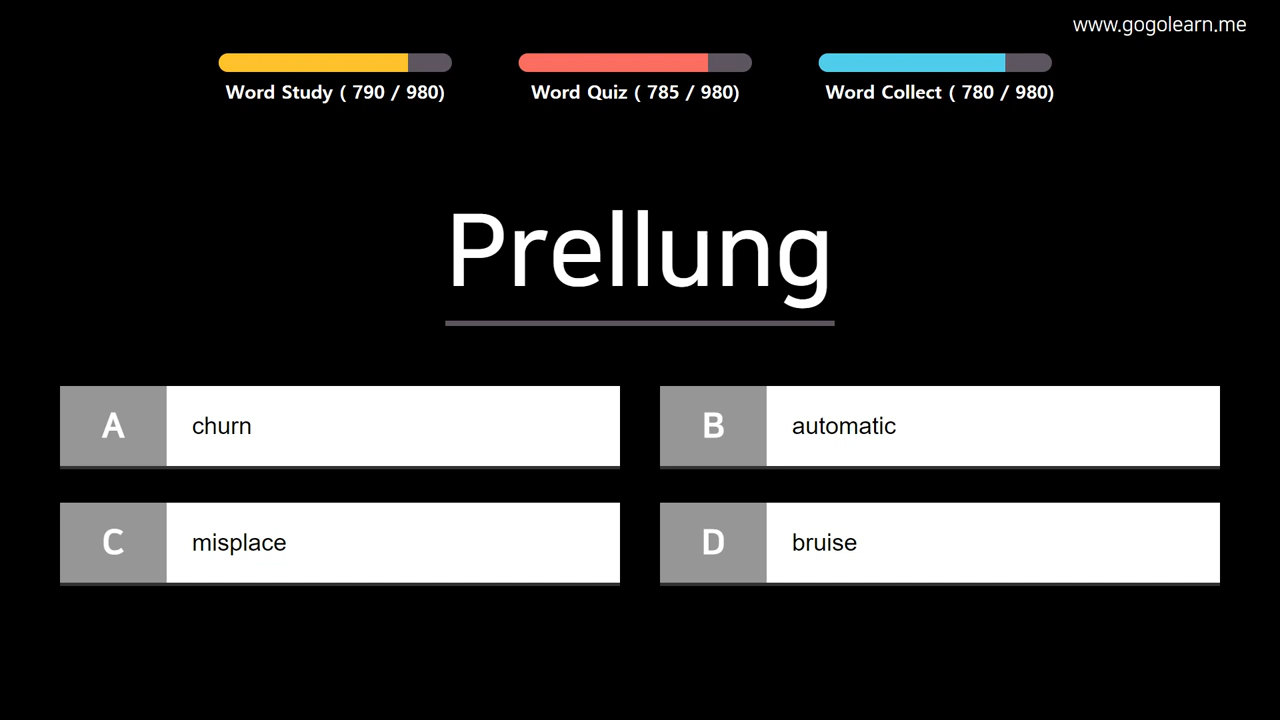 www.gogolearn.me
Word Study ( 790 / 980)
Word Quiz ( 785 / 980)
Word Collect ( 780 / 980)
Prellung
A churn
B automatic
C misplace
D bruise